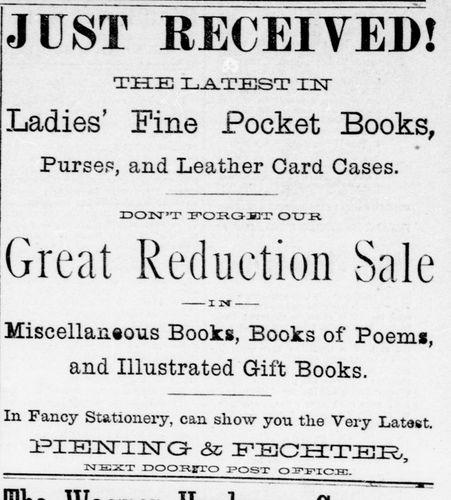 JUST RECEIVED!
THE LATEST IN
Ladies' Fine Pocket Books,
Purses, and Leather Card Cases.
DON'T FORGET OUR
Great Reduction Sale
IN
Miscellaneous Books, Books of Poems,
and Illustrated Gift Books.
In Fancy Stationery, can show you the Very Latest.
PIENING & FECHTER,
NEXT DOOR TO POST OFFICE.
The